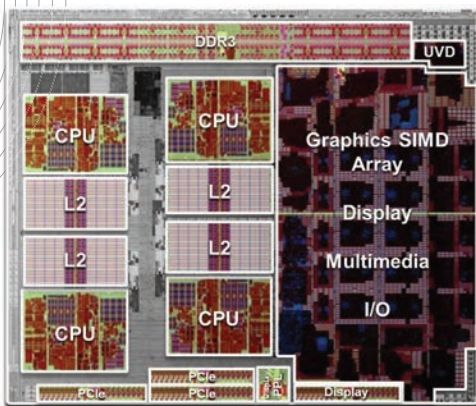 DDR3
UVD
CPU
CPU
Graphics SIMD
Array
L2
L2
Display
L2
L2
Multimedia
I/O
CPU
CPU
PCIe
PCIe
PCIe
Display